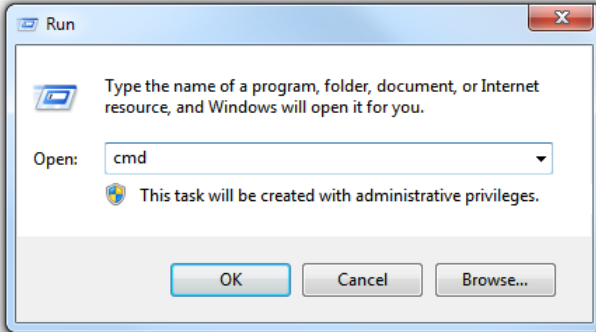 Run
Type the name of a program, folder, document, or Internet
resource, and Windows will open it for you.
Open:
cmd
This task will be created with administrative privileges.
OK
Cancel
Browse...